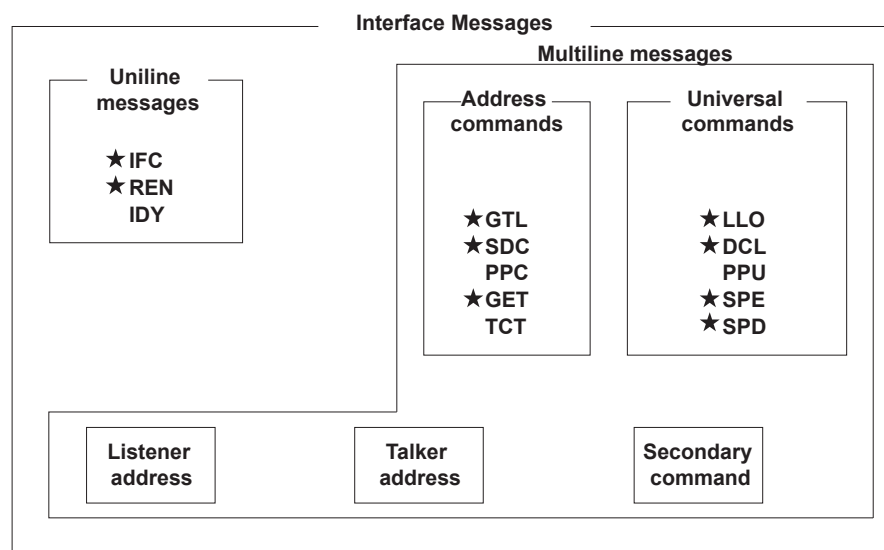 Interface Messages
Multiline messages
Uniline
messages
★IFC
★REN
IDY
Address
commands
★GTL
★SDC
PPC
★GET
TCT
Universal
commands
★LLO
★DCL
PPU
★SPE
★SPD
Listener
address
Talker
address
Secondary
command